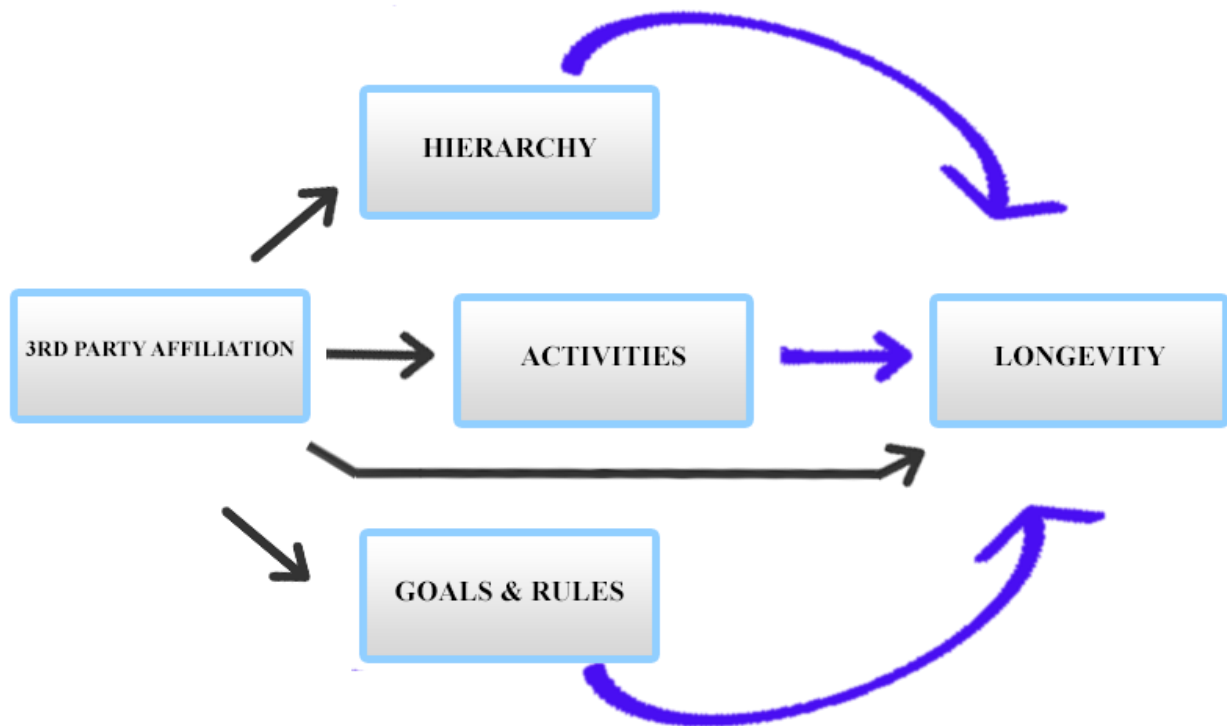 HIERARCHY
3RD PARTY AFFILIATION
ACTIVITIES
LONGEVITY
GOALS & RULES